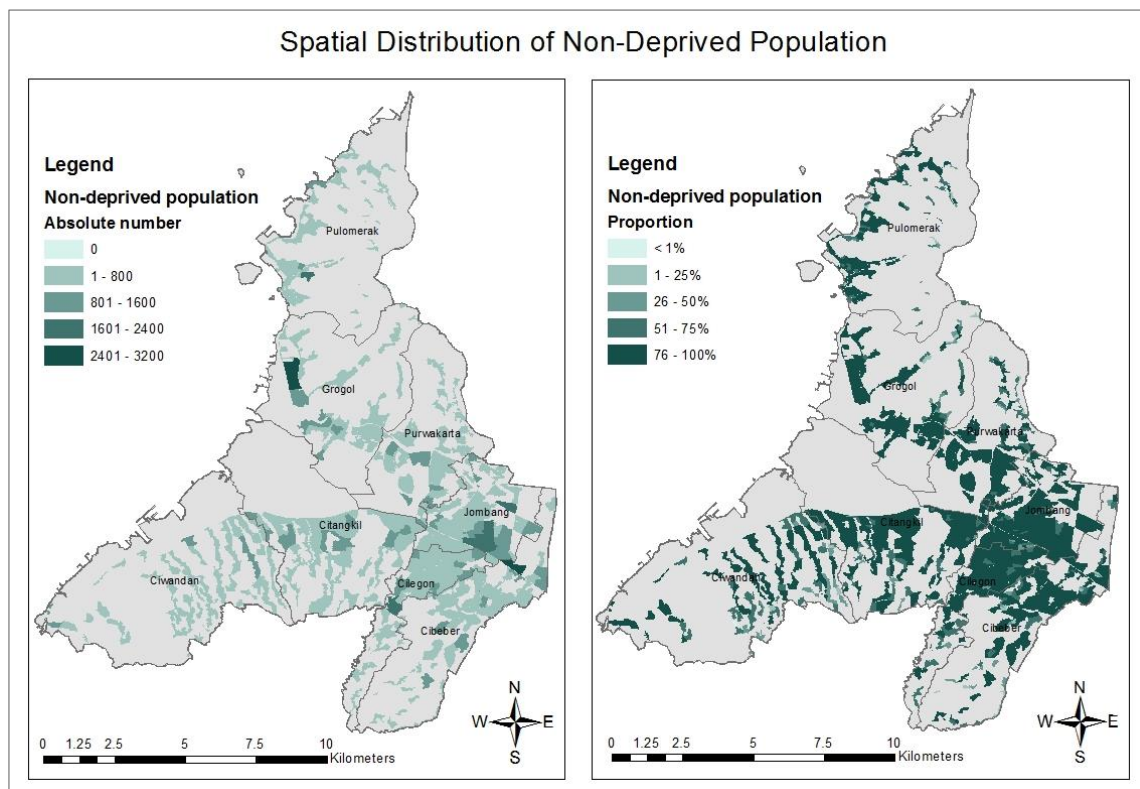 Spatial Distribution of Non-Deprived Population
Legend
Non-deprived population
Absolute number
0
1 - 800
801 - 1600
1601 - 2400
2401 - 3200
Pulomerak
Grogol
Purwakarta
Jombang
Citangkil
Ciwandan
Cilegon
Cibeber
N
W E
S
0 1.25 2.5 5 7.5 10
Kilometers
Legend
Non-deprived population
Proportion
< 1%
1 - 25%
26 - 50%
51 - 75%
76 - 100%
Pulomerak
Grogol
Purwakarta
Jombang
Citangkil
Ciwandan
Cilegon
Cibeber
N
W E
S
0 1.25 2.5 5 7.5 10
Kilometers